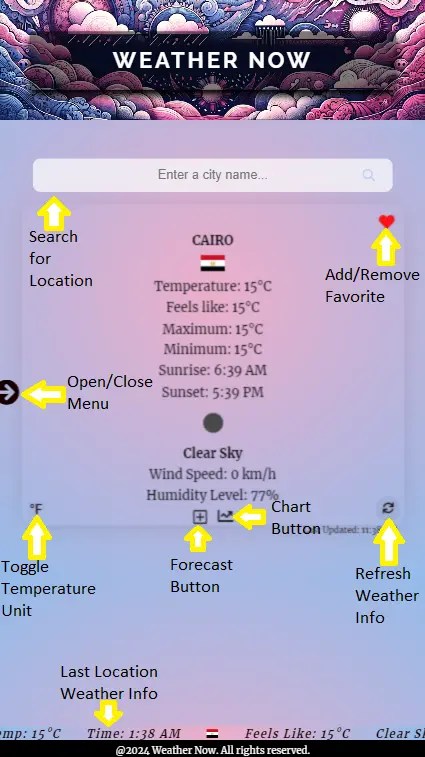 WEATHER NOW
Enter a city name...
Search
for
Location
Add/Remove
Favorite
CAIRO
Temperature: 15°C
Feels like: 15°C
Maximum: 15°C
Minimum: 15°C
Sunrise: 6:39 AM
Sunset: 5:39 PM
Open/Close
Menu
Clear Sky
Wind Speed: 0 km/h
Humidity Level: 77%
°F
Chart
Button
Updated: 11:38
Toggle
Temperature
Unit
Forecast
Button
Refresh
Weather
Info
Last Location
Weather Info
emp: 15°C Time: 1:38 AM Feels Like: 15°C Clear Sk
@2024 Weather Now. All rights reserved.